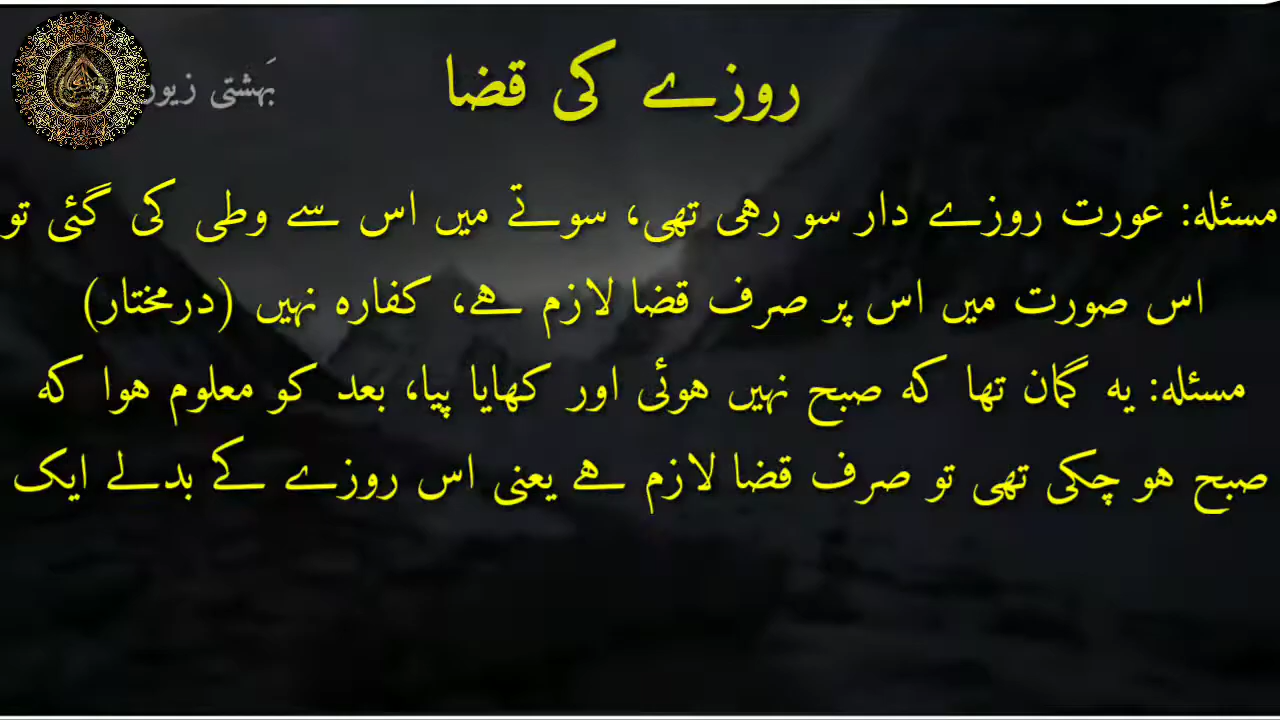 روزے کی قضا
بَہشتی زیور
مسئلہ: عورت روزے دار سو رہی تھی، سوتے میں اس سے وطی کی گئی تو
اس صورت میں اس پر صرف قضا لازم ہے، کفارہ نہیں (درمختار)
مسئلہ: یہ گمان تھا کہ صبح نہیں ہوئی اور کھایا پیا، بعد کو معلوم ہوا کہ
صبح ہو چکی تھی تو صرف قضا لازم ہے یعنی اس روزے کے بدلے ایک